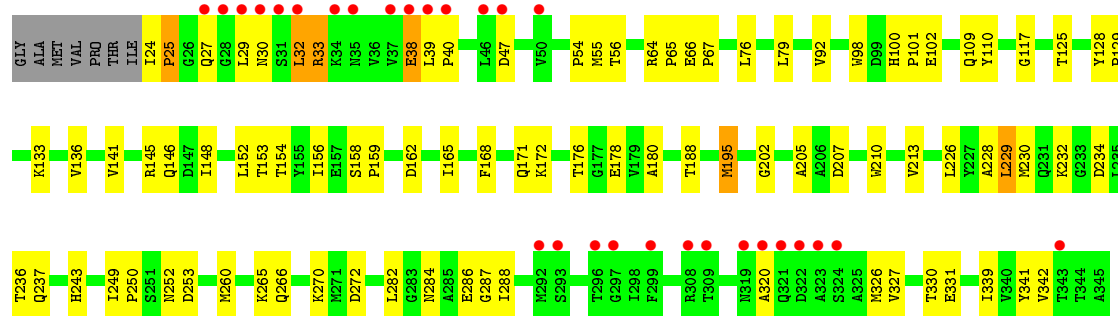 GLY ALA MET VAL PRO THR ILE I24 P25 G26 Q27 G28 L29 N30 S31 L32 R33 K34 N35 V36 V37 E38 L39 P40 L46 D47 V50 P54 M55 T56 R64 P65 E66 P67 L76 L79 V92 W98 D99 H100 P101 E102 Q109 Y110 G117 T125 Y128 P129
K133 V136 V141 R145 Q146 D147 I148 L152 T153 T154 Y155 I156 E157 S158 P159 D162 I165 F168 Q171 K172 T176 G177 E178 V179 A180 T188 M195 G202 A205 A206 D207 W210 V213 L226 Y227 A228 L229 M230 Q231 K232 G233 D234 L235
T236 Q237 H243 I249 P250 S251 N252 D253 M260 K265 Q266 K270 M271 D272 L282 G283 N284 A285 E286 G287 I288 M292 S293 T296 G297 I298 F299 R308 T309 N319 A320 Q321 D322 A323 S324 A325 M326 V327 T330 E331 I339 V340 Y341 V342 T343 T344 A345